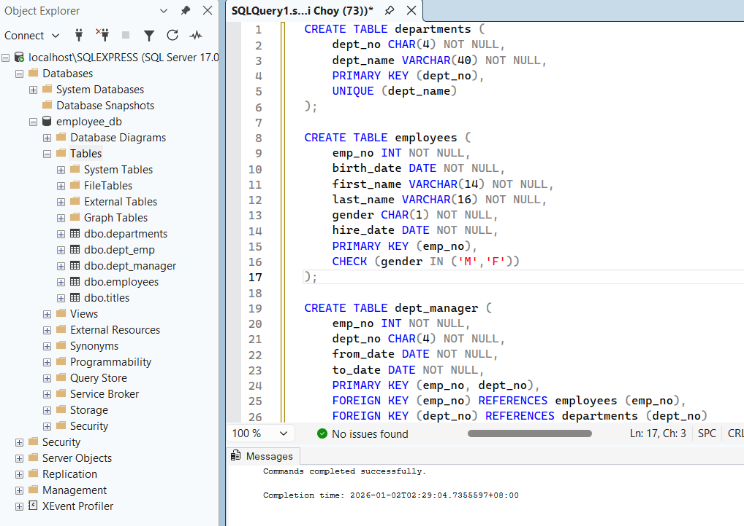 Object Explorer
Connect
localhost\SQLEXPRESS (SQL Server 17.0
Databases
System Databases
Database Snapshots
employee_db
Database Diagrams
Tables
System Tables
FileTables
External Tables
Graph Tables
dbo.departments
dbo.dept_emp
dbo.dept_manager
dbo.employees
dbo.titles
Views
External Resources
Synonyms
Programmability
Query Store
Service Broker
Storage
Security
Security
Server Objects
Replication
Management
XEvent Profiler
SQLQuery1.s...i Choy (73))*
1 CREATE TABLE departments (
2 dept_no CHAR(4) NOT NULL,
3 dept_name VARCHAR(40) NOT NULL,
4 PRIMARY KEY (dept_no),
5 UNIQUE (dept_name)
6 );
7
8 CREATE TABLE employees (
9 emp_no INT NOT NULL,
10 birth_date DATE NOT NULL,
11 first_name VARCHAR(14) NOT NULL,
12 last_name VARCHAR(16) NOT NULL,
13 gender CHAR(1) NOT NULL,
14 hire_date DATE NOT NULL,
15 PRIMARY KEY (emp_no),
16 CHECK (gender IN ('M','F'))
17 );
18
19 CREATE TABLE dept_manager (
20 emp_no INT NOT NULL,
21 dept_no CHAR(4) NOT NULL,
22 from_date DATE NOT NULL,
23 to_date DATE NOT NULL,
24 PRIMARY KEY (emp_no, dept_no),
25 FOREIGN KEY (emp_no) REFERENCES employees (emp_no),
26 FOREIGN KEY (dept_no) REFERENCES departments (dept_no)
100 % No issues found Ln: 17, Ch: 3 SPC CRL
Messages
Commands completed successfully.
Completion time: 2026-01-02T02:29:04.7355597+08:00